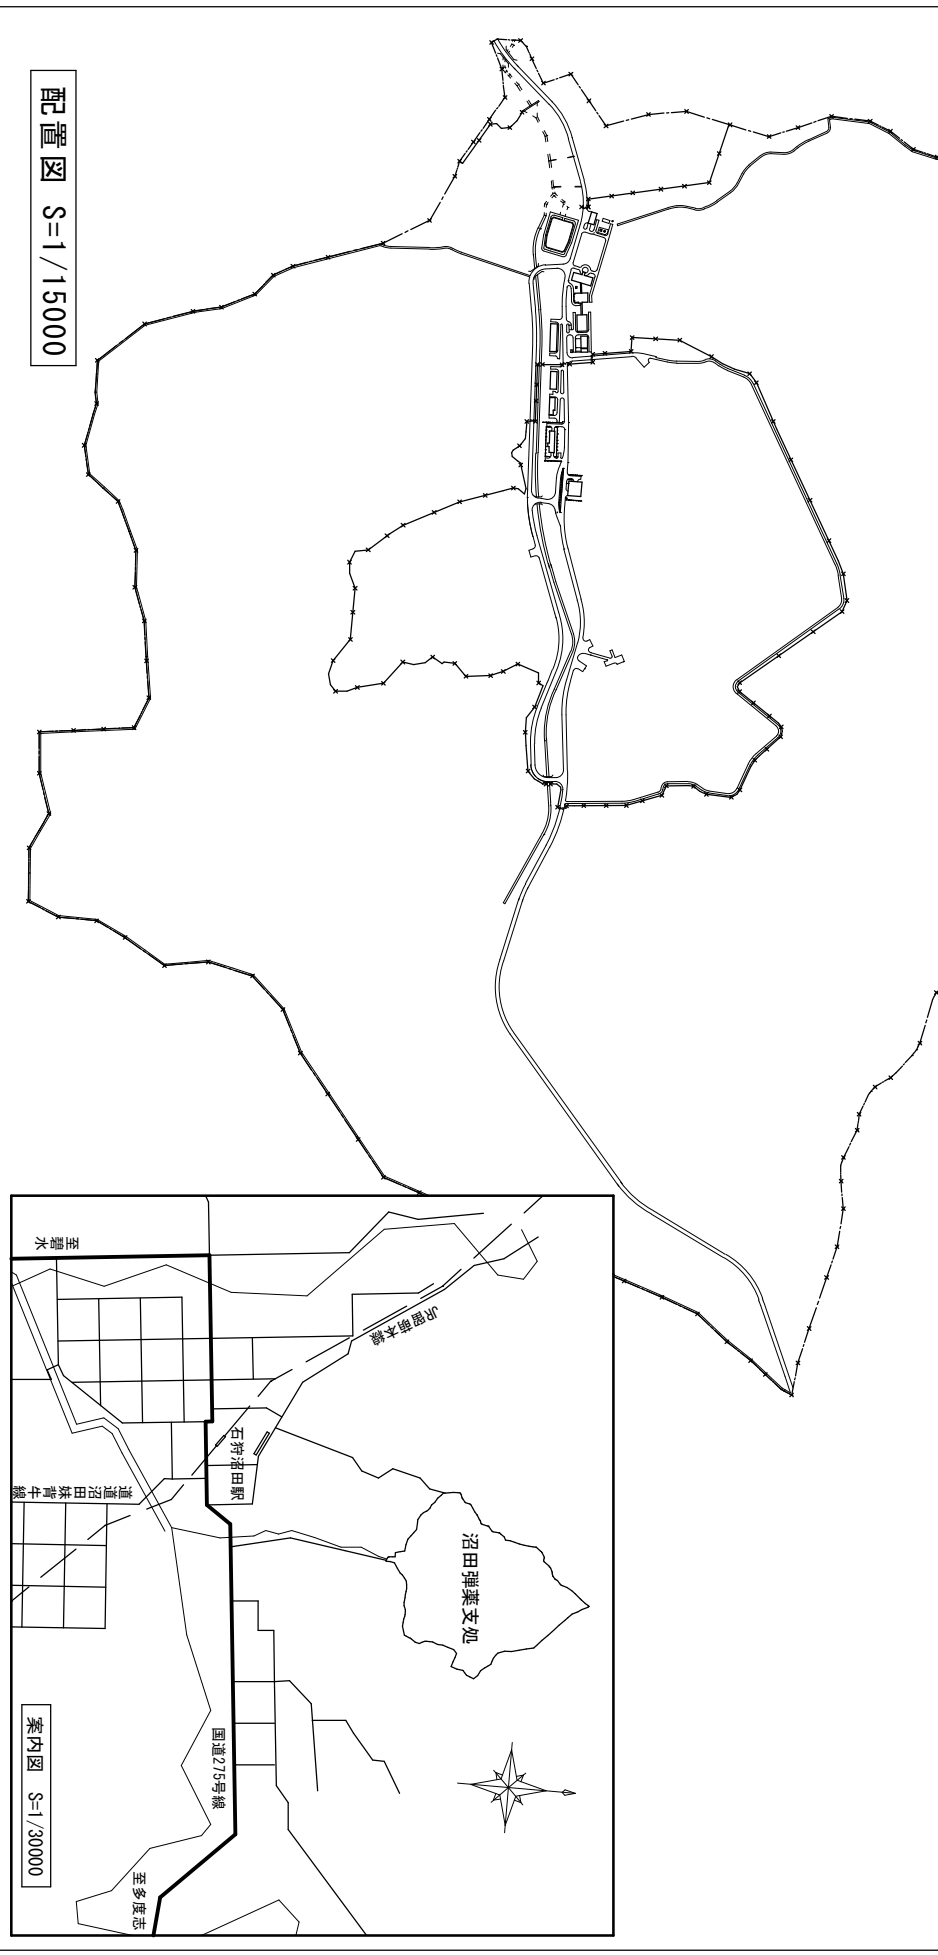 配置図 S=1/15000
JR留萌本線
至碧水
石狩沼田駅
道道沼田妹背牛線
沼田弾薬支処
国道275号線
至多度志
案内図 S=1/30000